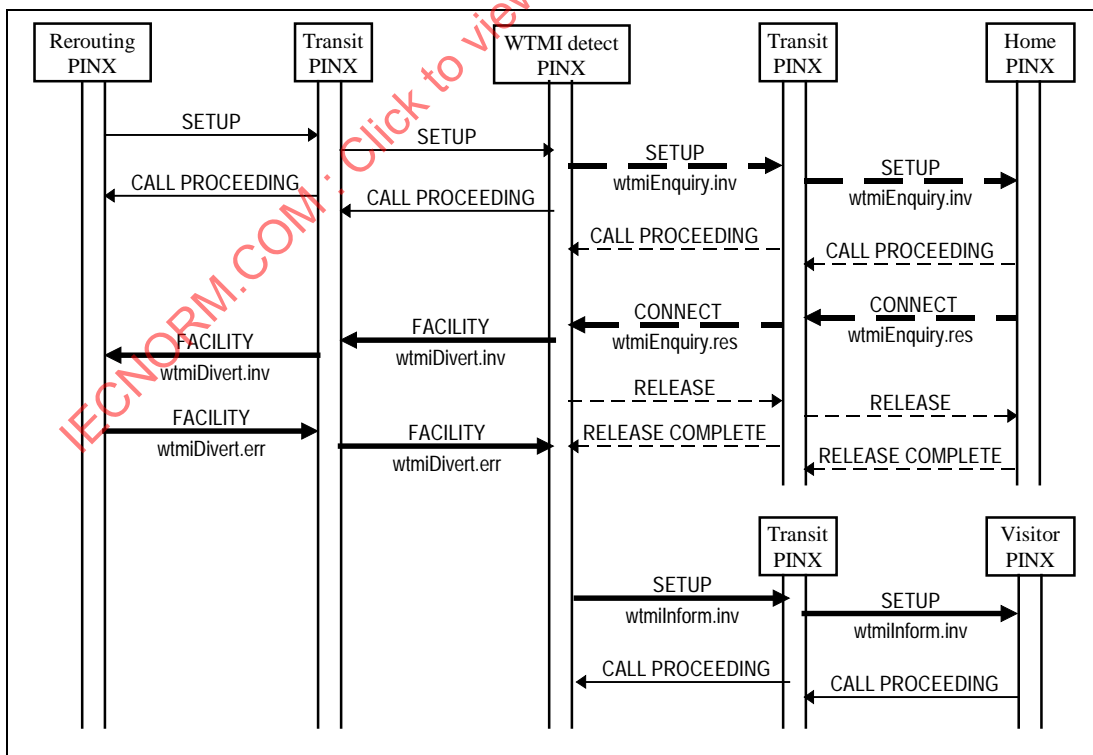 Rerouting
PINX
Transit
PINX
WTMI detect
PINX
Transit
PINX
Home
PINX
SETUP
SETUP
SETUP
wtmiEnquiry.inv
SETUP
wtmiEnquiry.inv
CALL PROCEEDING
CALL PROCEEDING
CALL PROCEEDING
CALL PROCEEDING
CONNECT
wtmiEnquiry.res
CONNECT
wtmiEnquiry.res
FACILITY
wtmiDivert.inv
FACILITY
wtmiDivert.inv
RELEASE
RELEASE
FACILITY
wtmiDivert.err
FACILITY
wtmiDivert.err
RELEASE COMPLETE
RELEASE COMPLETE
Transit
PINX
Visitor
PINX
SETUP
wtmiInform.inv
SETUP
wtmiInform.inv
CALL PROCEEDING
CALL PROCEEDING
IECNORM.COM : Click to view